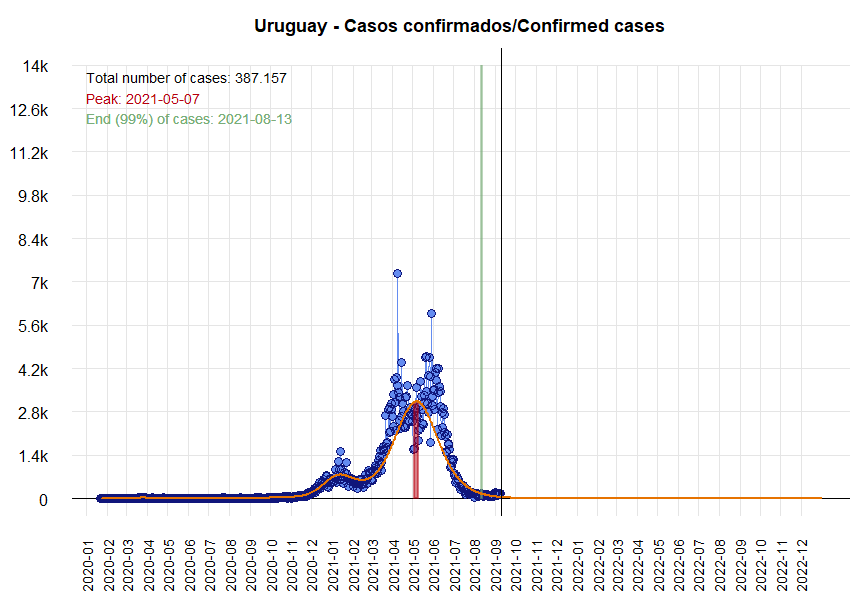 Uruguay - Casos confirmados/Confirmed cases
14k
12.6k
11.2k
9.8k
8.4k
7k
5.6k
4.2k
2.8k
1.4k
0
Total number of cases: 387.157
Peak: 2021-05-07
End (99%) of cases: 2021-08-13
2020-01
2020-02
2020-03
2020-04
2020-05
2020-06
2020-07
2020-08
2020-09
2020-10
2020-11
2020-12
2021-01
2021-02
2021-03
2021-04
2021-05
2021-06
2021-07
2021-08
2021-09
2021-10
2021-11
2021-12
2022-01
2022-02
2022-03
2022-04
2022-05
2022-06
2022-07
2022-08
2022-09
2022-10
2022-11
2022-12